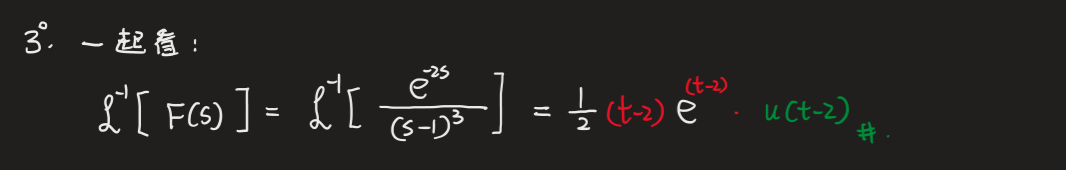 3°. 一起看：
ℒ⁻¹[ F(s) ] = ℒ⁻¹[ e^{-2s} / (s-1)^3 ] = 1/2 (t-2) e^{(t-2)} · u(t-2) #.